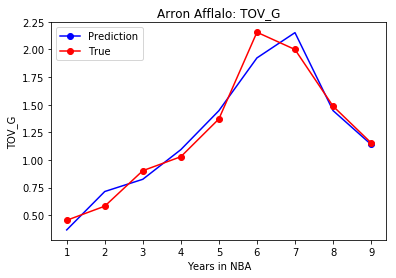 Arron Afflalo: TOV_G
Prediction
True
TOV_G
2.25
2.00
1.75
1.50
1.25
1.00
0.75
0.50
1 2 3 4 5 6 7 8 9
Years in NBA